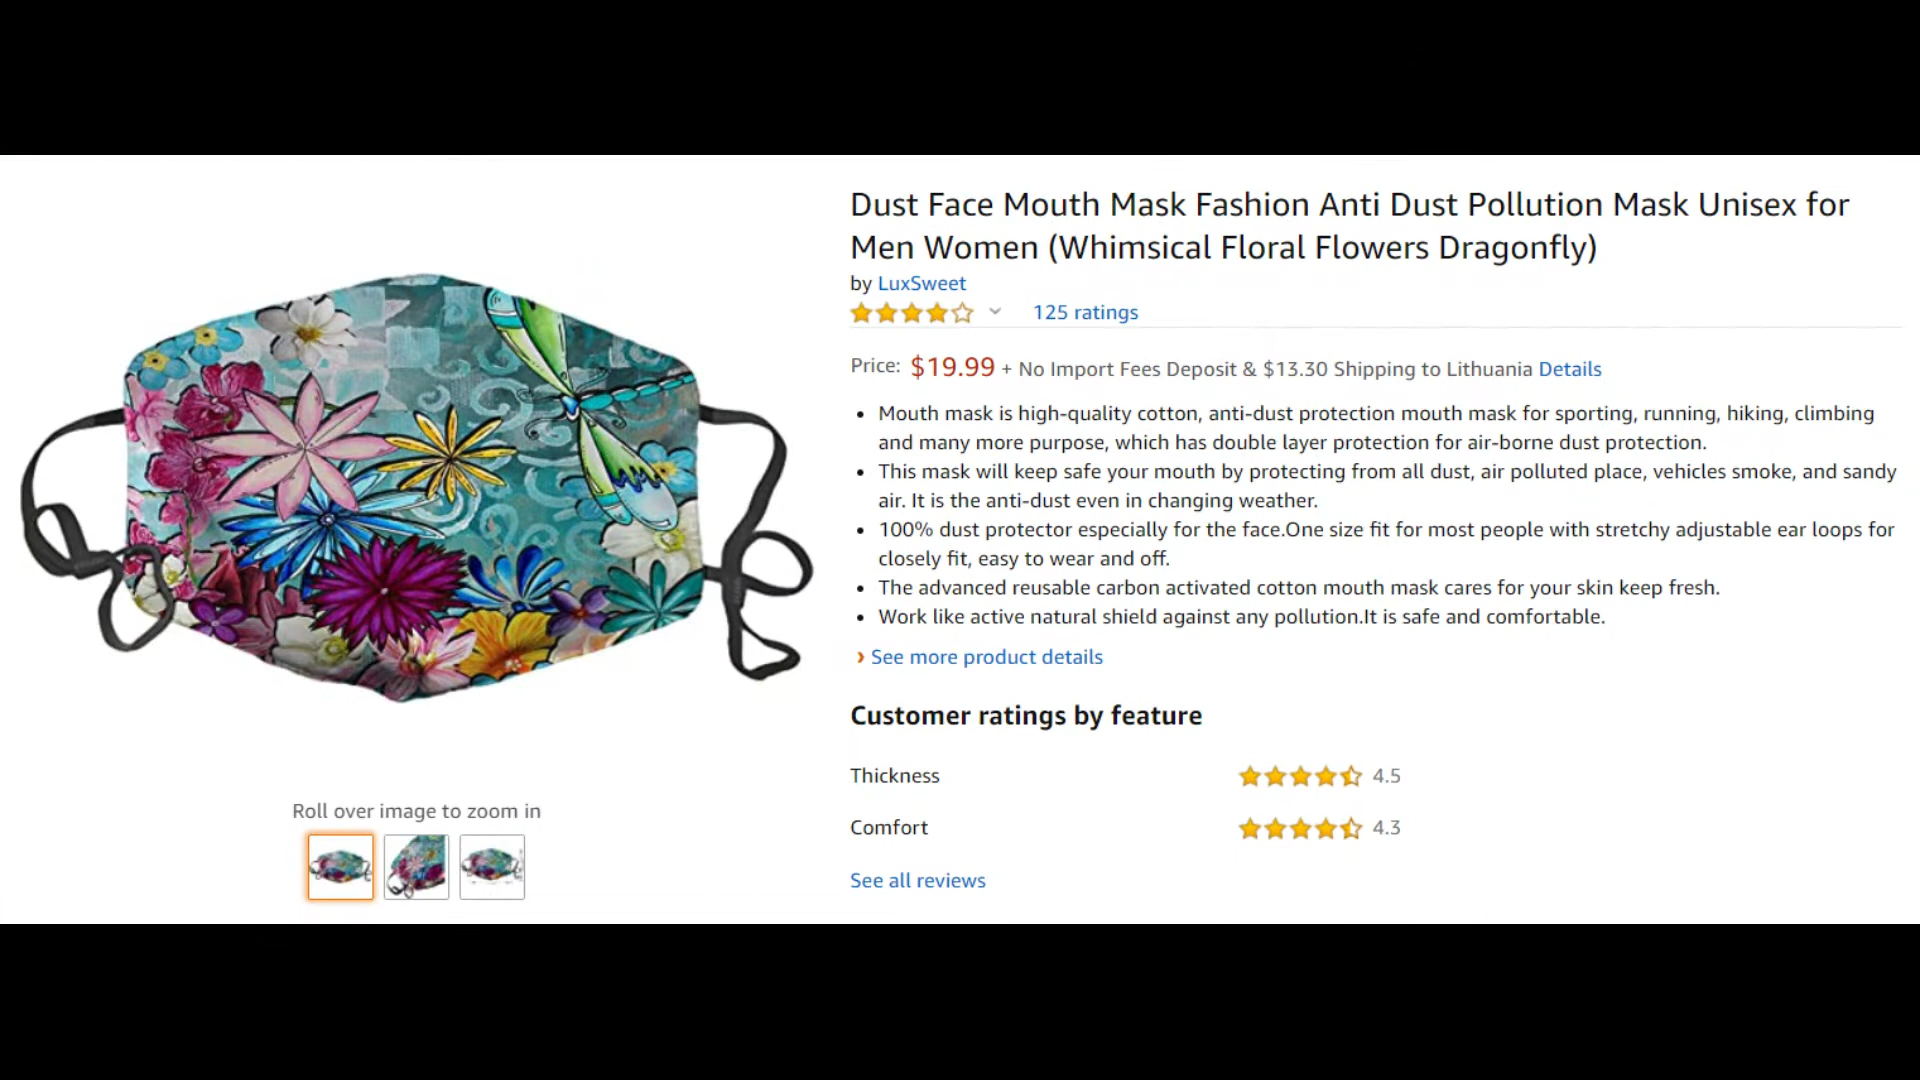 Dust Face Mouth Mask Fashion Anti Dust Pollution Mask Unisex for
Men Women (Whimsical Floral Flowers Dragonfly)
by LuxSweet
125 ratings
Price: $19.99 + No Import Fees Deposit & $13.30 Shipping to Lithuania Details
Mouth mask is high-quality cotton, anti-dust protection mouth mask for sporting, running, hiking, climbing
and many more purpose, which has double layer protection for air-borne dust protection.
This mask will keep safe your mouth by protecting from all dust, air polluted place, vehicles smoke, and sandy
air. It is the anti-dust even in changing weather.
100% dust protector especially for the face.One size fit for most people with stretchy adjustable ear loops for
closely fit, easy to wear and off.
The advanced reusable carbon activated cotton mouth mask cares for your skin keep fresh.
Work like active natural shield against any pollution.It is safe and comfortable.
› See more product details
Customer ratings by feature
Thickness 4.5
Comfort 4.3
See all reviews
Roll over image to zoom in